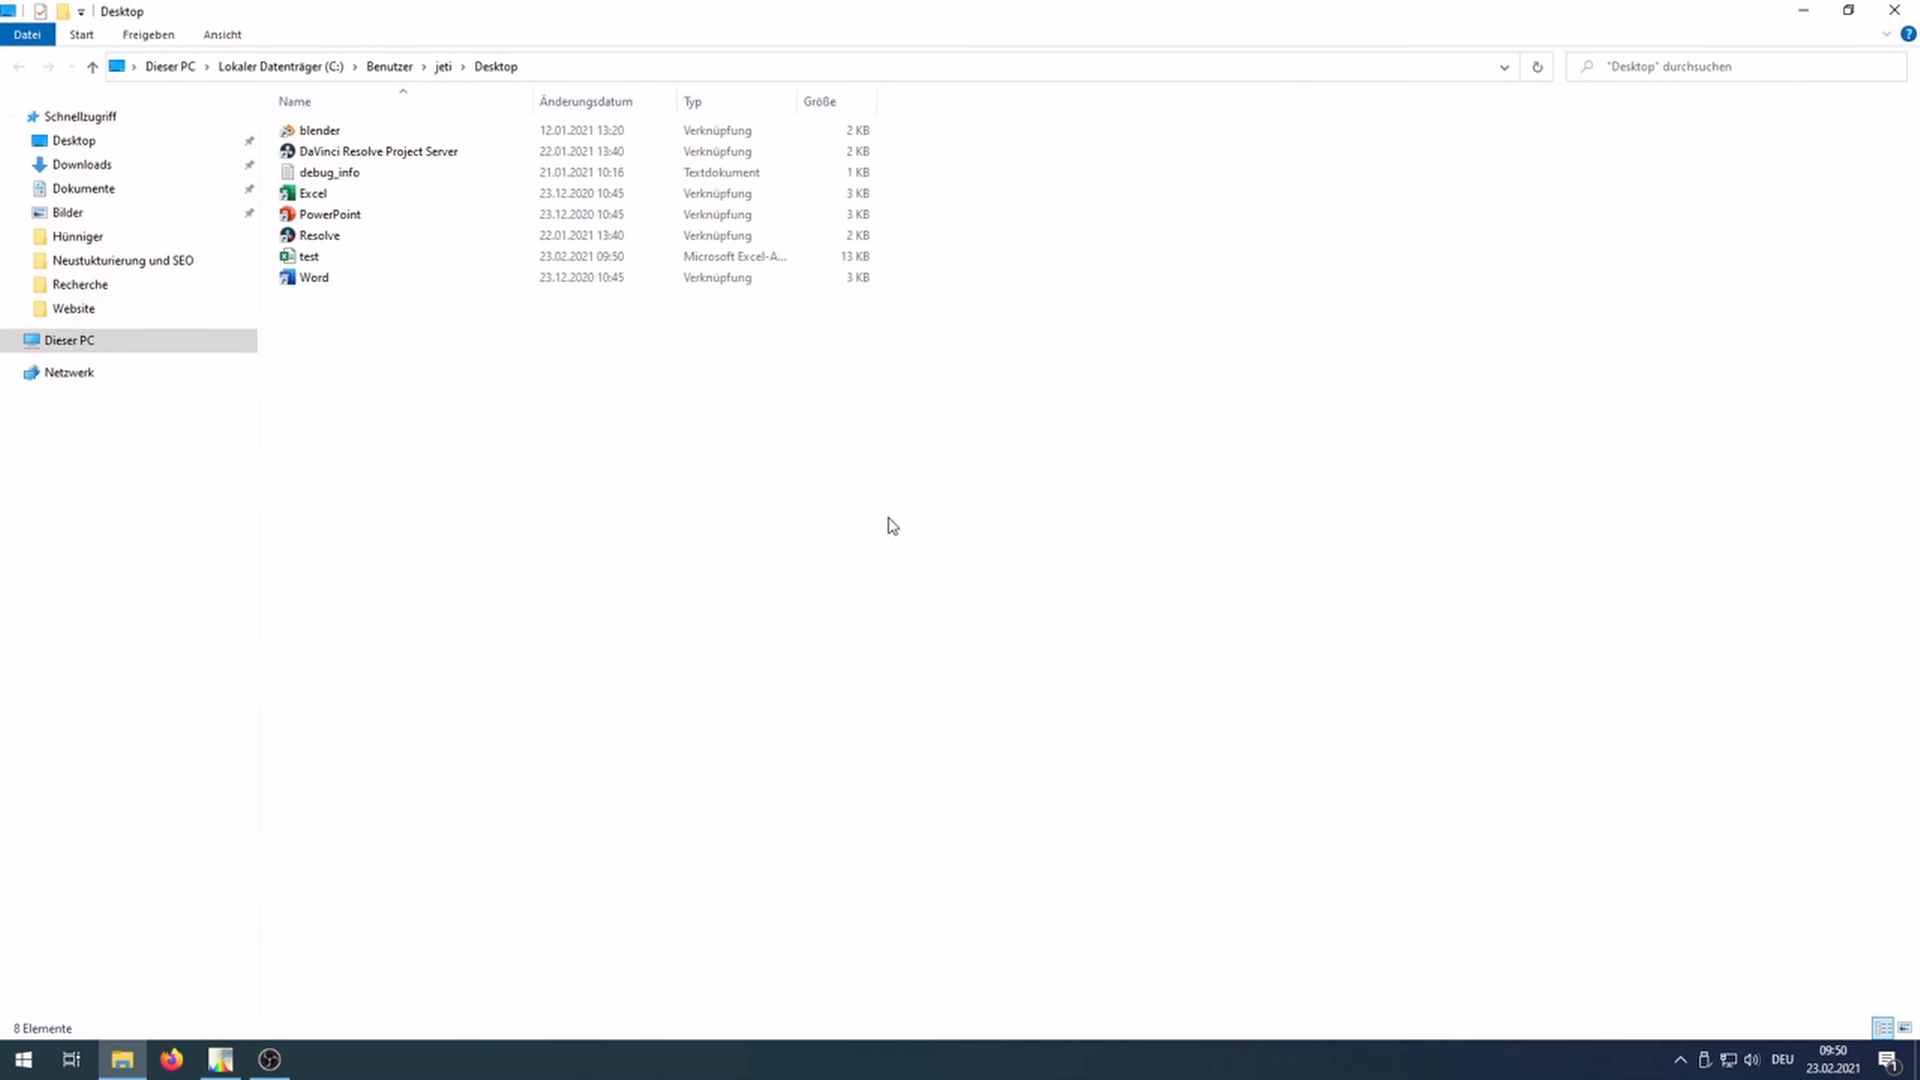 Desktop
Datei Start Freigeben Ansicht
Dieser PC Lokaler Datenträger (C:) Benutzer jeti Desktop "Desktop" durchsuchen
Name Änderungsdatum Typ Größe
Schnellzugriff
Desktop
Downloads
Dokumente
Bilder
Hünniger
Neustukturierung und SEO
Recherche
Website
Dieser PC
Netzwerk
blender 12.01.2021 13:20 Verknüpfung 2 KB
DaVinci Resolve Project Server 22.01.2021 13:40 Verknüpfung 2 KB
debug_info 21.01.2021 10:16 Textdokument 1 KB
Excel 23.12.2020 10:45 Verknüpfung 3 KB
PowerPoint 23.12.2020 10:45 Verknüpfung 3 KB
Resolve 22.01.2021 13:40 Verknüpfung 2 KB
test 23.02.2021 09:50 Microsoft Excel-A... 13 KB
Word 23.12.2020 10:45 Verknüpfung 3 KB
8 Elemente
DEU
09:50
23.02.2021
1